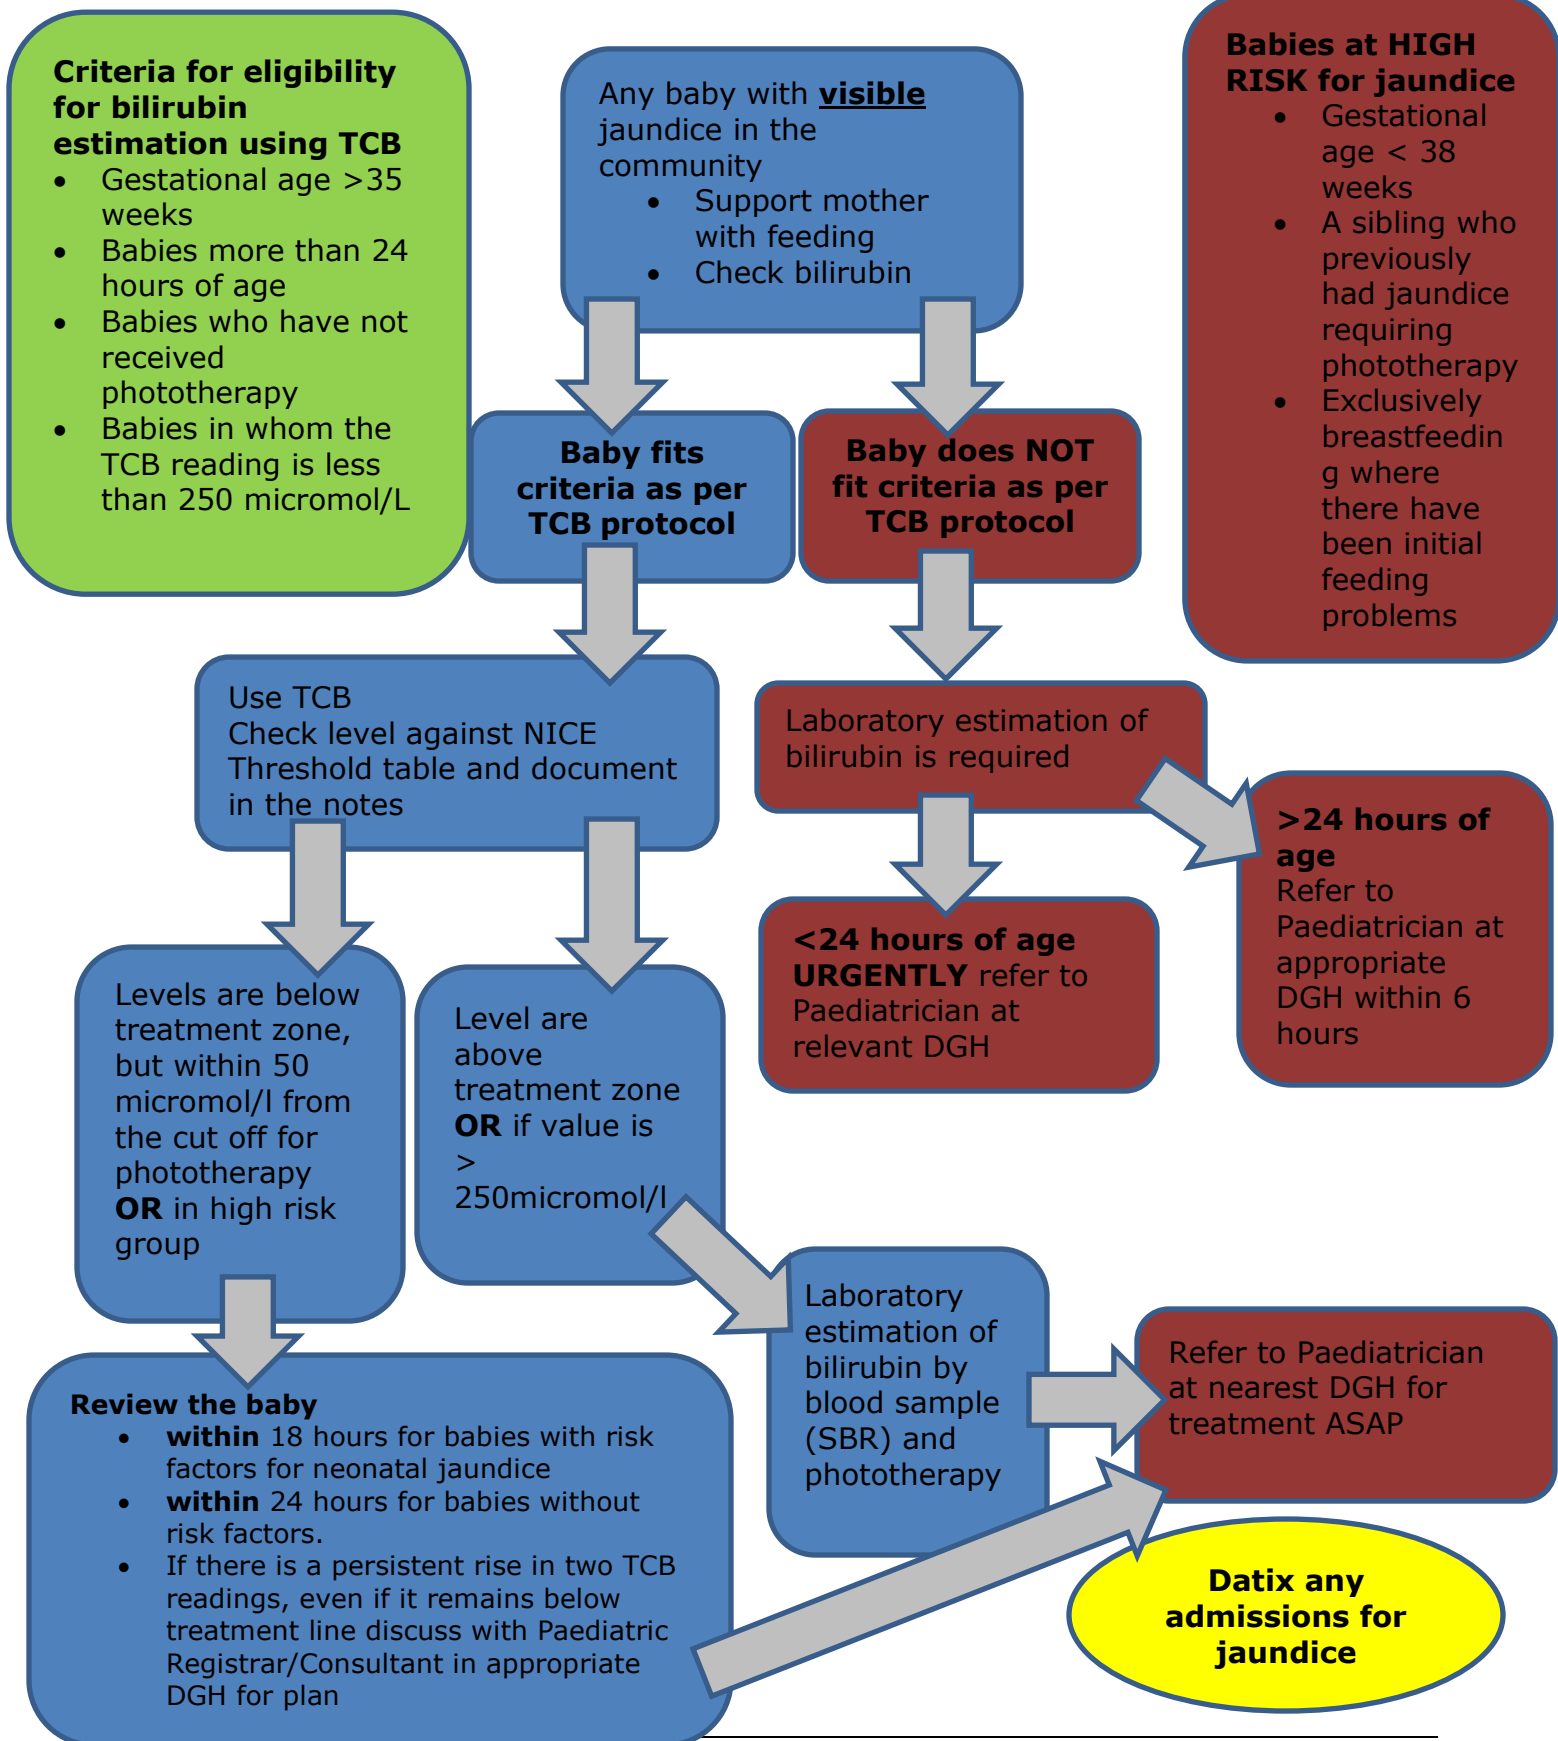 Criteria for eligibility
for bilirubin
estimation using TCB
• Gestational age >35
weeks
• Babies more than 24
hours of age
• Babies who have not
received
phototherapy
• Babies in whom the
TCB reading is less
than 250 micromol/L
Any baby with visible
jaundice in the
community
• Support mother
with feeding
• Check bilirubin
Babies at HIGH
RISK for jaundice
• Gestational
age < 38
weeks
• A sibling who
previously
had jaundice
requiring
phototherapy
• Exclusively
breastfeedin
g where
there have
been initial
feeding
problems
Baby fits
criteria as per
TCB protocol
Baby does NOT
fit criteria as per
TCB protocol
Use TCB
Check level against NICE
Threshold table and document
in the notes
Laboratory estimation of
bilirubin is required
>24 hours of
age
Refer to
Paediatrician at
appropriate
DGH within 6
hours
<24 hours of age
URGENTLY refer to
Paediatrician at
relevant DGH
Levels are below
treatment zone,
but within 50
micromol/l from
the cut off for
phototherapy
OR in high risk
group
Level are
above
treatment zone
OR if value is
>
250micromol/l
Laboratory
estimation of
bilirubin by
blood sample
(SBR) and
phototherapy
Refer to Paediatrician
at nearest DGH for
treatment ASAP
Review the baby
• within 18 hours for babies with risk
factors for neonatal jaundice
• within 24 hours for babies without
risk factors.
• If there is a persistent rise in two TCB
readings, even if it remains below
treatment line discuss with Paediatric
Registrar/Consultant in appropriate
DGH for plan
Datix any
admissions for
jaundice